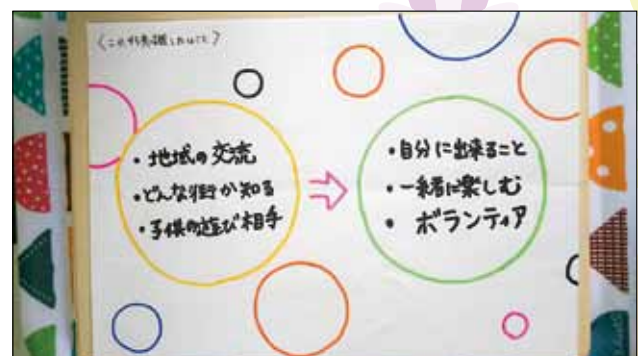 ・地域の交流
・どんな街か知る
・子供の遊び相手
・自分に出来ること
・一緒に楽しむ
・ボランティア